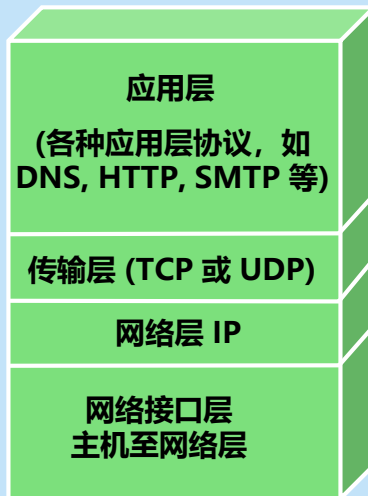 应用层
(各种应用层协议，如
DNS, HTTP, SMTP 等)
传输层 (TCP 或 UDP)
网络层 IP
网络接口层
主机至网络层